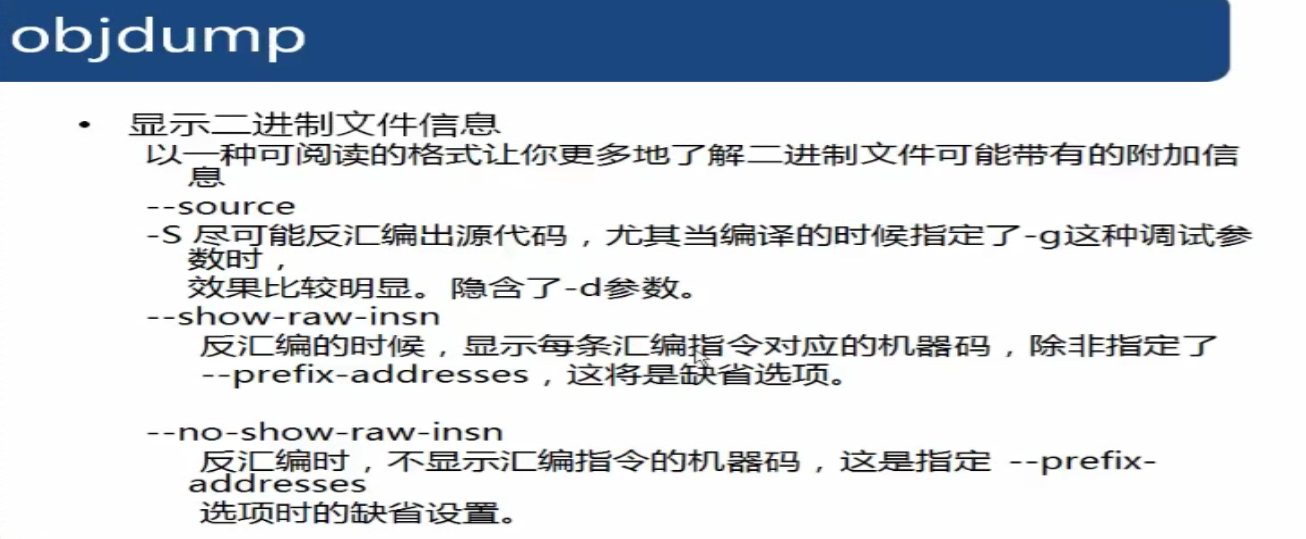 objdump
• 显示二进制文件信息
以一种可阅读的格式让你更多地了解二进制文件可能带有的附加信
息
--source
-S 尽可能反汇编出源代码，尤其当编译的时候指定了-g这种调试参
数时，
效果比较明显。隐含了-d参数。
--show-raw-insn
反汇编的时候，显示每条汇编指令对应的机器码，除非指定了
--prefix-addresses，这将是缺省选项。
--no-show-raw-insn
反汇编时，不显示汇编指令的机器码，这是指定 --prefix-
addresses
选项时的缺省设置。